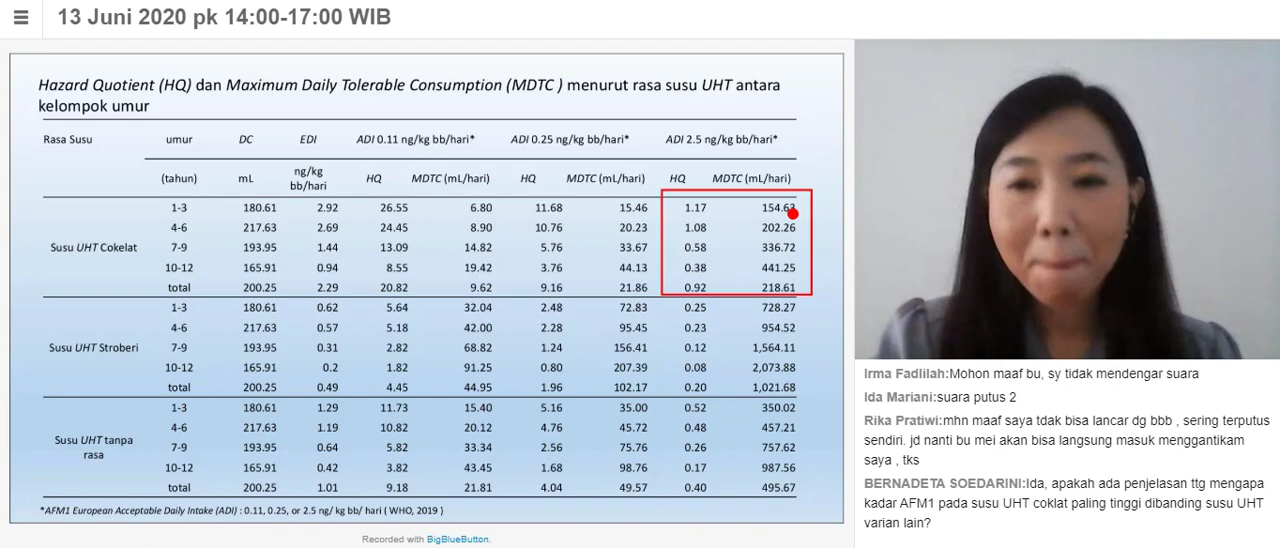 13 Juni 2020 pk 14:00-17:00 WIB
Hazard Quotient (HQ) dan Maximum Daily Tolerable Consumption (MDTC ) menurut rasa susu UHT antara
kelompok umur
Rasa Susu umur DC EDI ADI 0.11 ng/kg bb/hari* ADI 0.25 ng/kg bb/hari* ADI 2.5 ng/kg bb/hari*
(tahun) mL ng/kg bb/hari HQ MDTC (mL/hari) HQ MDTC (mL/hari) HQ MDTC (mL/hari)
1-3 180.61 2.92 26.55 6.80 11.68 15.46 1.17 154.63
4-6 217.63 2.69 24.45 8.90 10.76 20.23 1.08 202.26
Susu UHT Cokelat 7-9 193.95 1.44 13.09 14.82 5.76 33.67 0.58 336.72
10-12 165.91 0.94 8.55 19.42 3.76 44.13 0.38 441.25
total 200.25 2.29 20.82 9.62 9.16 21.86 0.92 218.61
1-3 180.61 0.62 5.64 32.04 2.48 72.83 0.25 728.27
4-6 217.63 0.57 5.18 42.00 2.28 95.45 0.23 954.52
Susu UHT Stroberi 7-9 193.95 0.31 2.82 68.82 1.24 156.41 0.12 1,564.11
10-12 165.91 0.2 1.82 91.25 0.80 207.39 0.08 2,073.88
total 200.25 0.49 4.45 44.95 1.96 102.17 0.20 1,021.68
1-3 180.61 1.29 11.73 15.40 5.16 35.00 0.52 350.02
4-6 217.63 1.19 10.82 20.12 4.76 45.72 0.48 457.21
Susu UHT tanpa rasa 7-9 193.95 0.64 5.82 33.34 2.56 75.76 0.26 757.62
10-12 165.91 0.42 3.82 43.45 1.68 98.76 0.17 987.56
total 200.25 1.01 9.18 21.81 4.04 49.57 0.40 495.67
*AFM1 European Acceptable Daily Intake (ADI) : 0.11, 0.25, or 2.5 ng/ kg bb/ hari ( WHO, 2019 )
Recorded with BigBlueButton.
Irma Fadlilah:Mohon maaf bu, sy tidak mendengar suara
Ida Mariani:suara putus 2
Rika Pratiwi:mhn maaf saya tdak bisa lancar dg bbb , sering terputus
sendiri. jd nanti bu mei akan bisa langsung masuk menggantikam
saya , tks
BERNADETA SOEDARINI:Ida, apakah ada penjelasan ttg mengapa
kadar AFM1 pada susu UHT coklat paling tinggi dibanding susu UHT
varian lain?